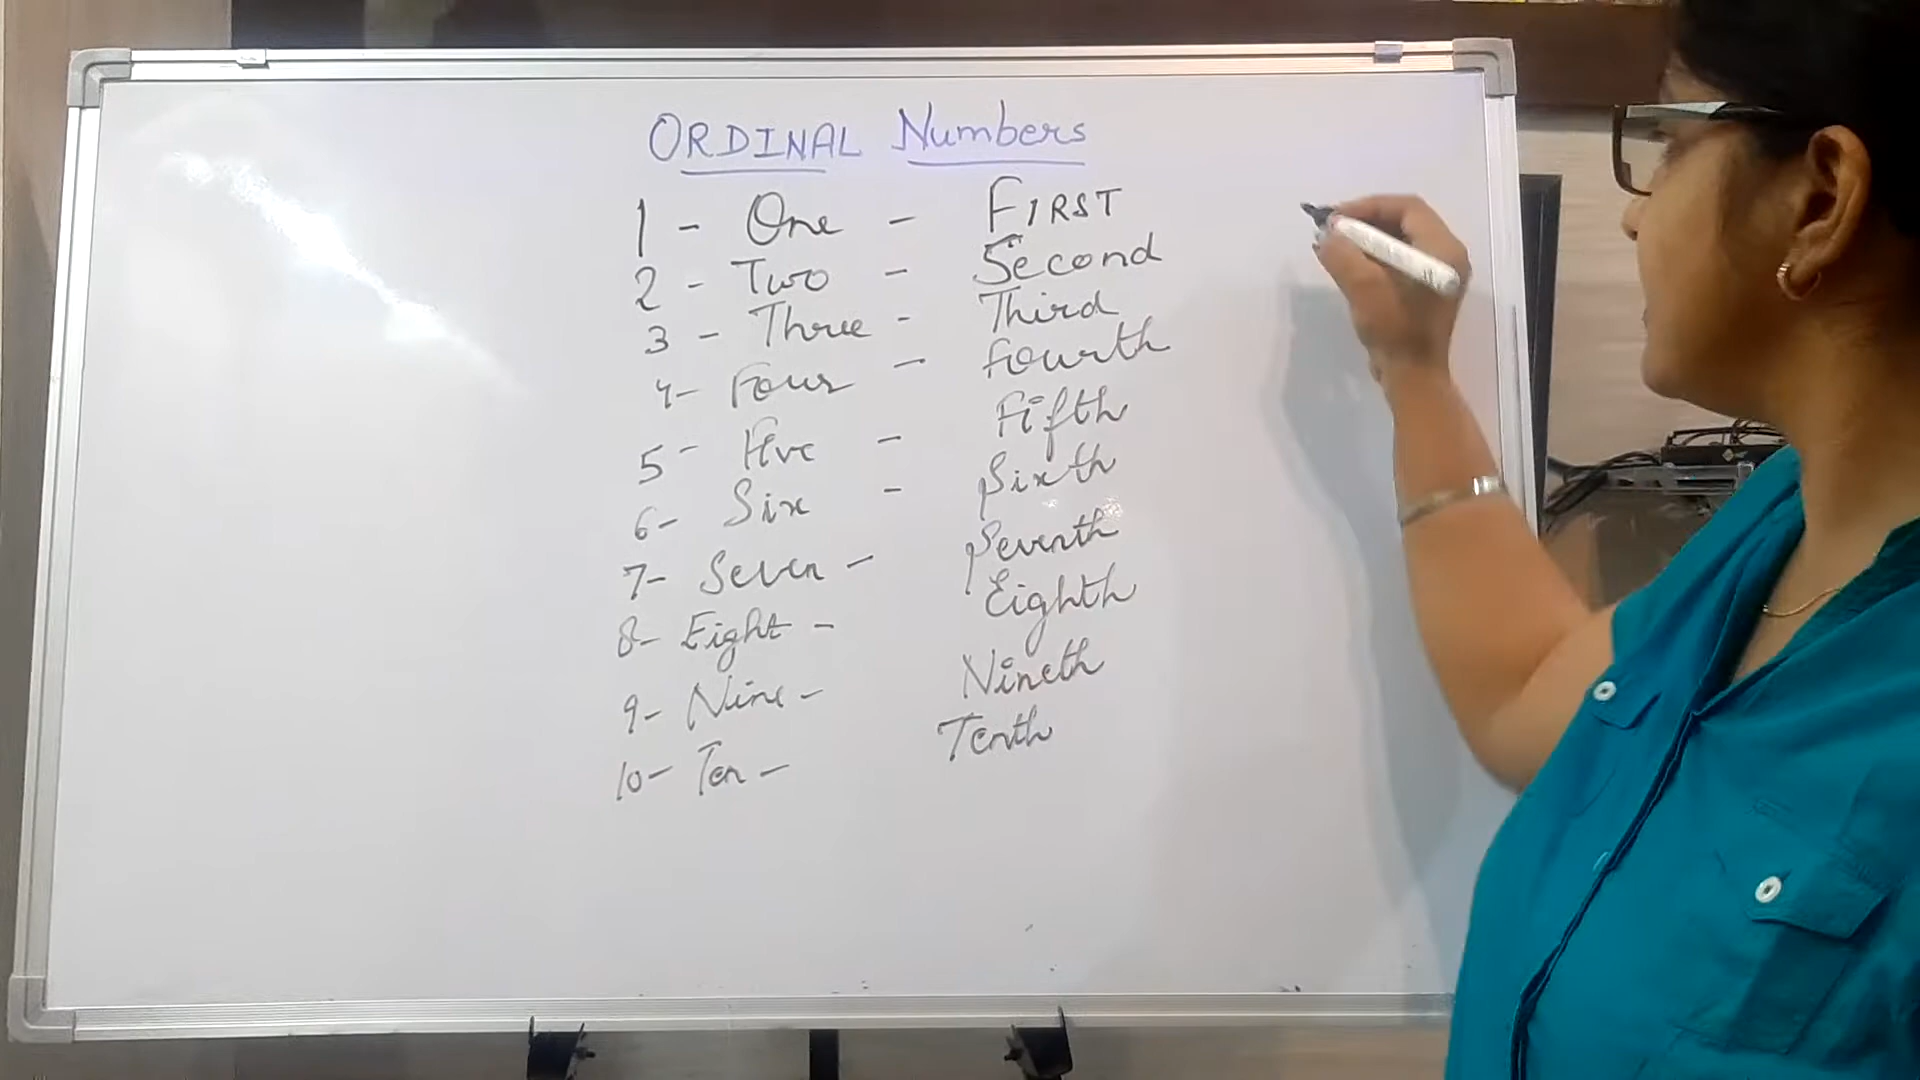 ORDINAL Numbers
1 - One - FIRST
2 - Two - Second
3 - Three - Third
4 - Four - Fourth
5 - Five - Fifth
6 - Six - Sixth
7 - Seven - Seventh
8 - Eight - Eighth
9 - Nine - Nineth
10 - Ten - Tenth